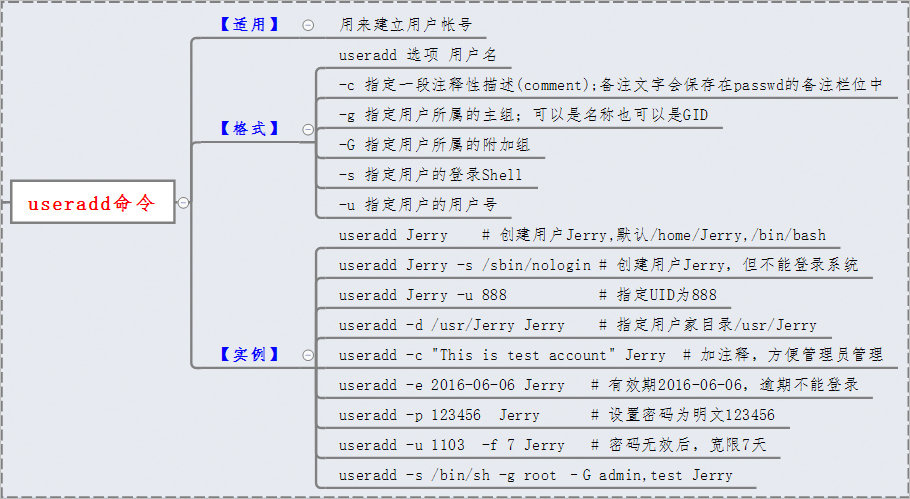 useradd命令
【适用】
用来建立用户帐号
【格式】
useradd 选项 用户名
-c 指定一段注释性描述(comment);备注文字会保存在passwd的备注栏位中
-g 指定用户所属的主组; 可以是名称也可以是GID
-G 指定用户所属的附加组
-s 指定用户的登录Shell
-u 指定用户的用户号
【实例】
useradd Jerry # 创建用户Jerry,默认/home/Jerry,/bin/bash
useradd Jerry -s /sbin/nologin # 创建用户Jerry, 但不能登录系统
useradd Jerry -u 888 # 指定UID为888
useradd -d /usr/Jerry Jerry # 指定用户家目录/usr/Jerry
useradd -c "This is test account" Jerry # 加注释, 方便管理员管理
useradd -e 2016-06-06 Jerry # 有效期2016-06-06, 逾期不能登录
useradd -p 123456 Jerry # 设置密码为明文123456
useradd -u 1103 -f 7 Jerry # 密码无效后, 宽限7天
useradd -s /bin/sh -g root -G admin,test Jerry